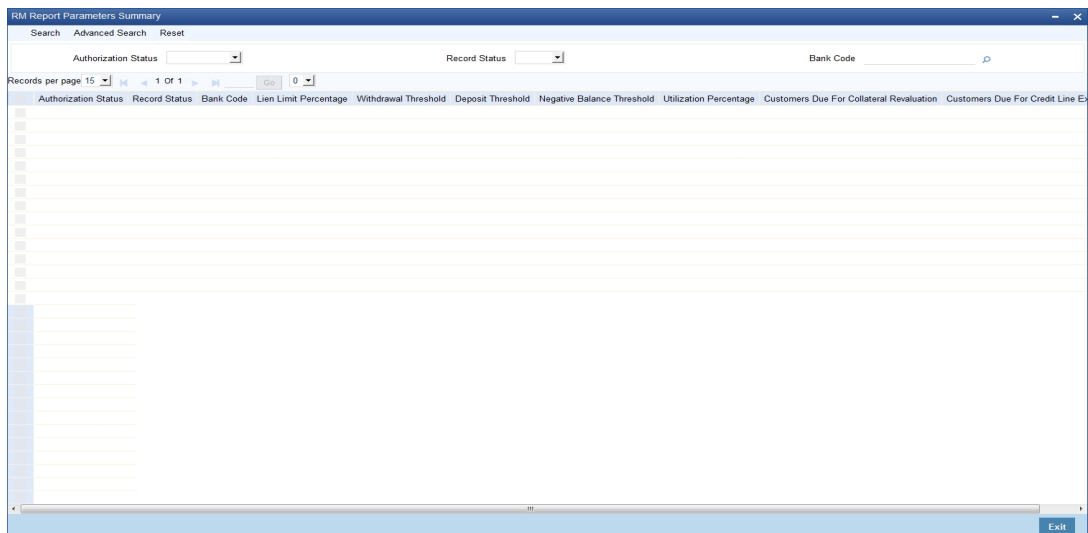 RM Report Parameters Summary
Search Advanced Search Reset
Authorization Status Record Status Bank Code
Records per page 15 1 Of 1 Go 0
Authorization Status Record Status Bank Code Lien Limit Percentage Withdrawal Threshold Deposit Threshold Negative Balance Threshold Utilization Percentage Customers Due For Collateral Revaluation Customers Due For Credit Line Ex
Exit